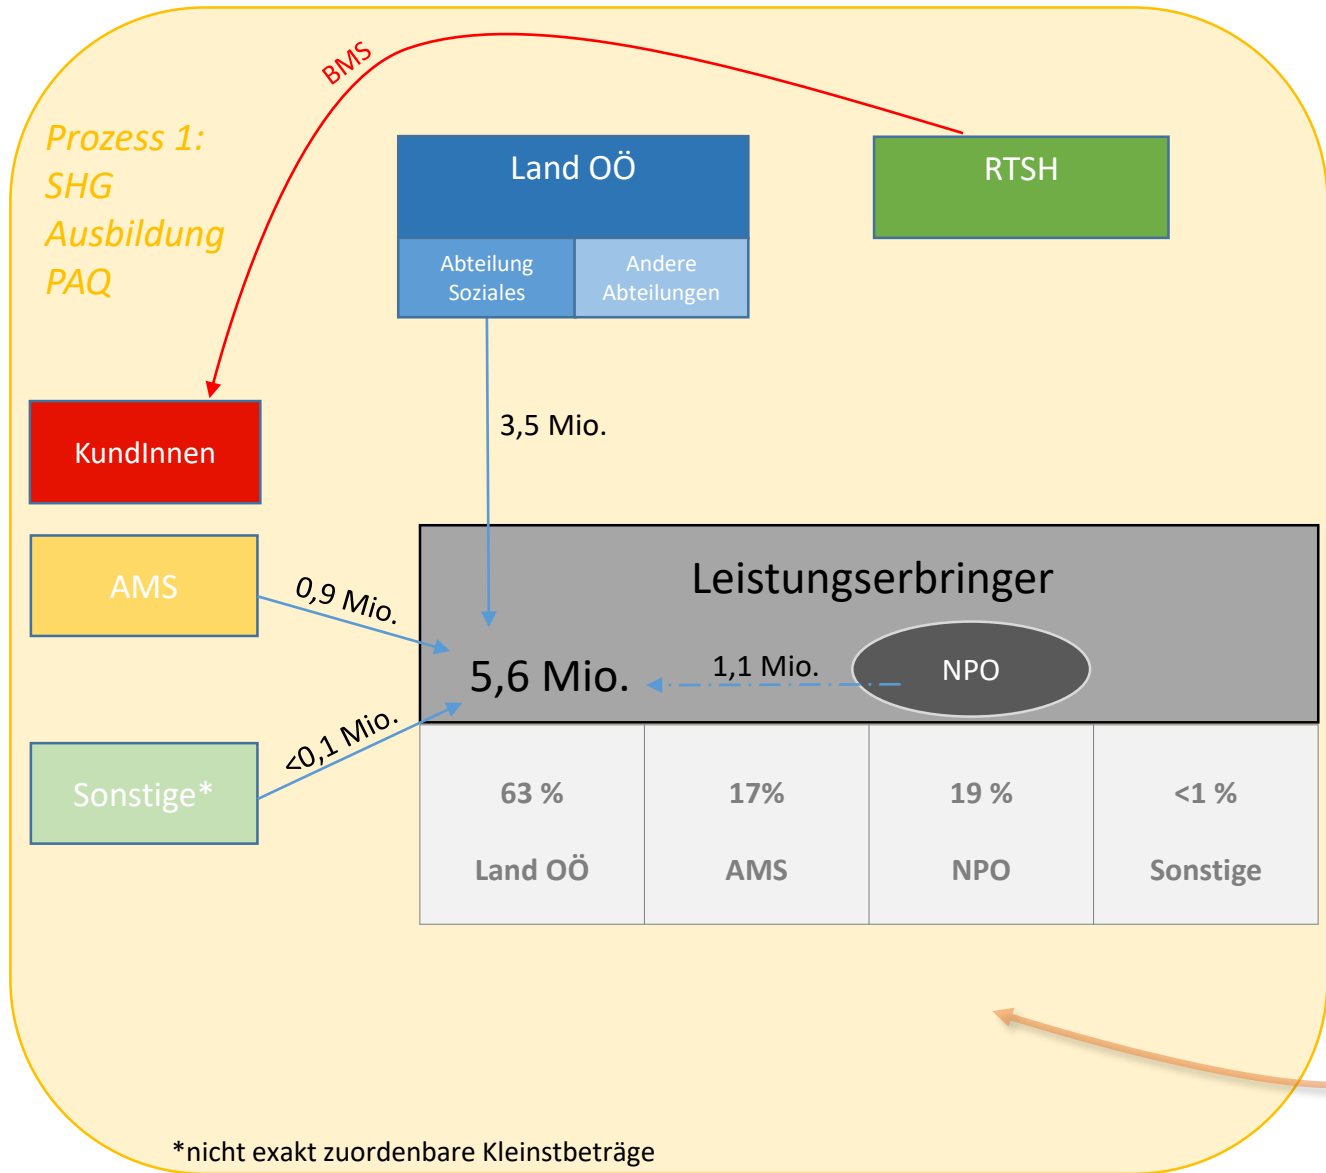 BMS
Prozess 1:
SHG
Ausbildung
PAQ
Land OÖ
RTSH
Abteilung
Soziales
Andere
Abteilungen
3,5 Mio.
KundInnen
AMS
0,9 Mio.
Leistungserbringer
5,6 Mio.
1,1 Mio.
NPO
<0,1 Mio.
Sonstige*
63 %
17%
19 %
<1 %
Land OÖ
AMS
NPO
Sonstige
*nicht exakt zuordenbare Kleinstbeträge